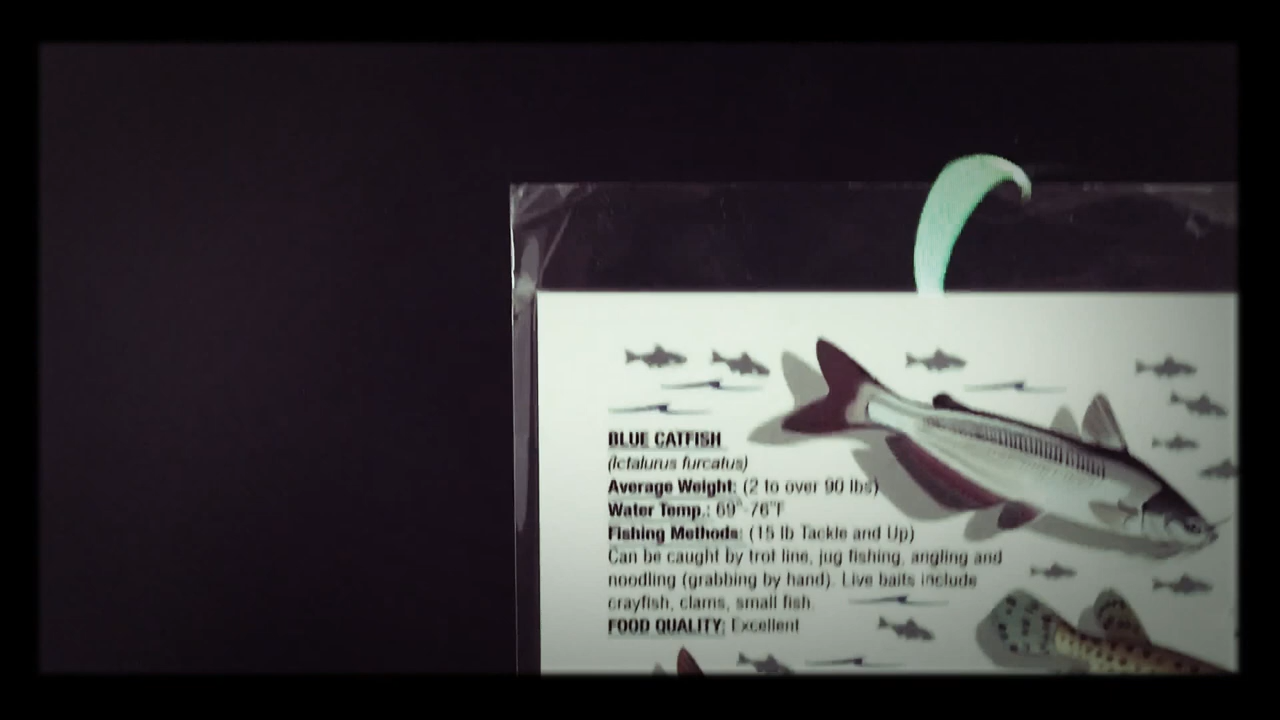 BLUE CATFISH
(Ictalurus furcatus)
Average Weight: (2 to over 90 lbs)
Water Temp.: 69°-76°F
Fishing Methods: (15 lb Tackle and Up)
Can be caught by trot line, jug fishing, angling and
noodling (grabbing by hand). Live baits include
crayfish, clams, small fish.
FOOD QUALITY: Excellent